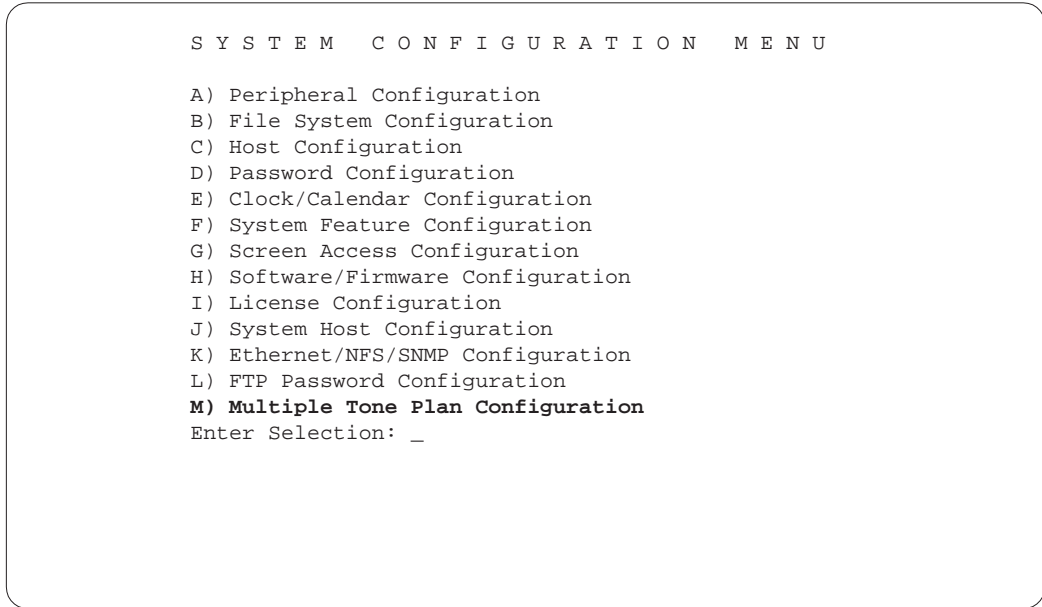 S Y S T E M   C O N F I G U R A T I O N   M E N U
A) Peripheral Configuration
B) File System Configuration
C) Host Configuration
D) Password Configuration
E) Clock/Calendar Configuration
F) System Feature Configuration
G) Screen Access Configuration
H) Software/Firmware Configuration
I) License Configuration
J) System Host Configuration
K) Ethernet/NFS/SNMP Configuration
L) FTP Password Configuration
M) Multiple Tone Plan Configuration
Enter Selection: _